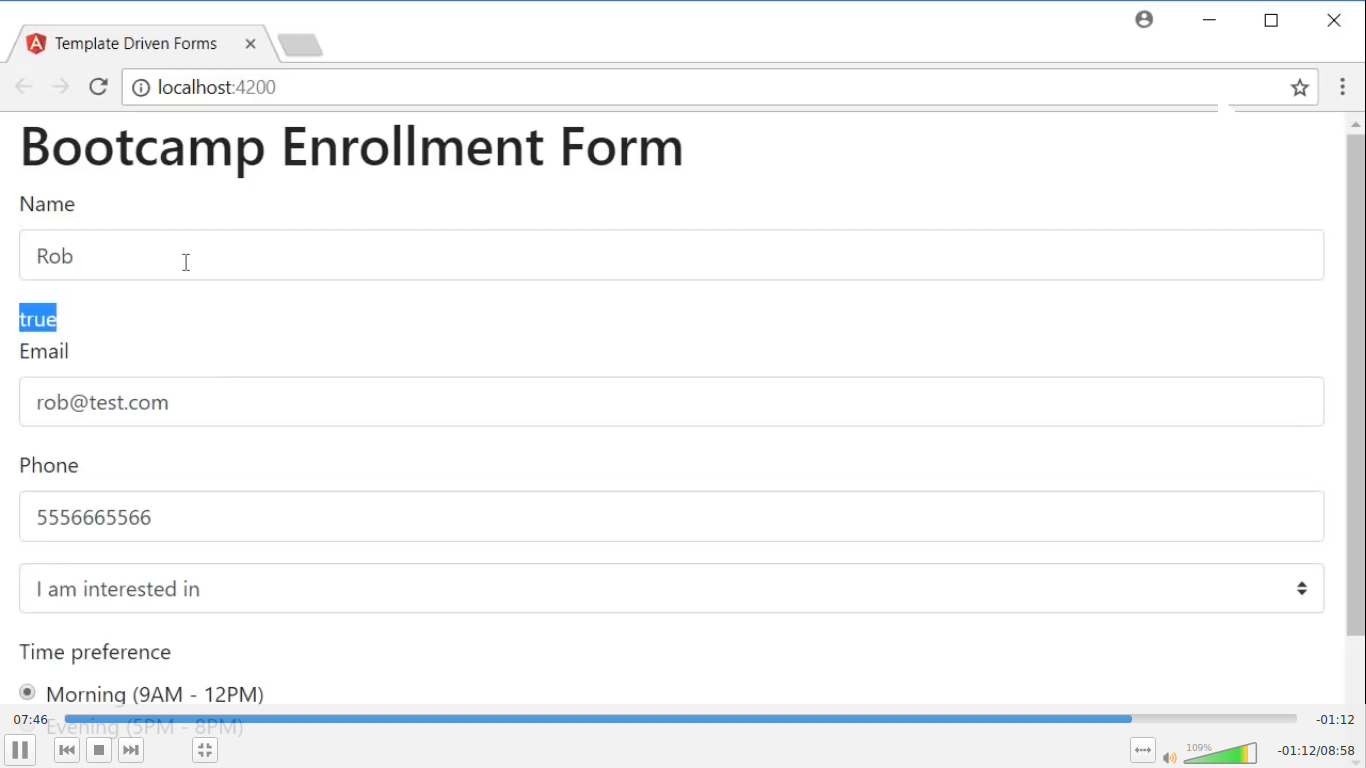 Template Driven Forms
localhost:4200
Bootcamp Enrollment Form
Name
Rob
true
Email
rob@test.com
Phone
5556665566
I am interested in
Time preference
Morning (9AM - 12PM)
Evening (5PM - 8PM)
07:46
-01:12
109%
-01:12/08:58